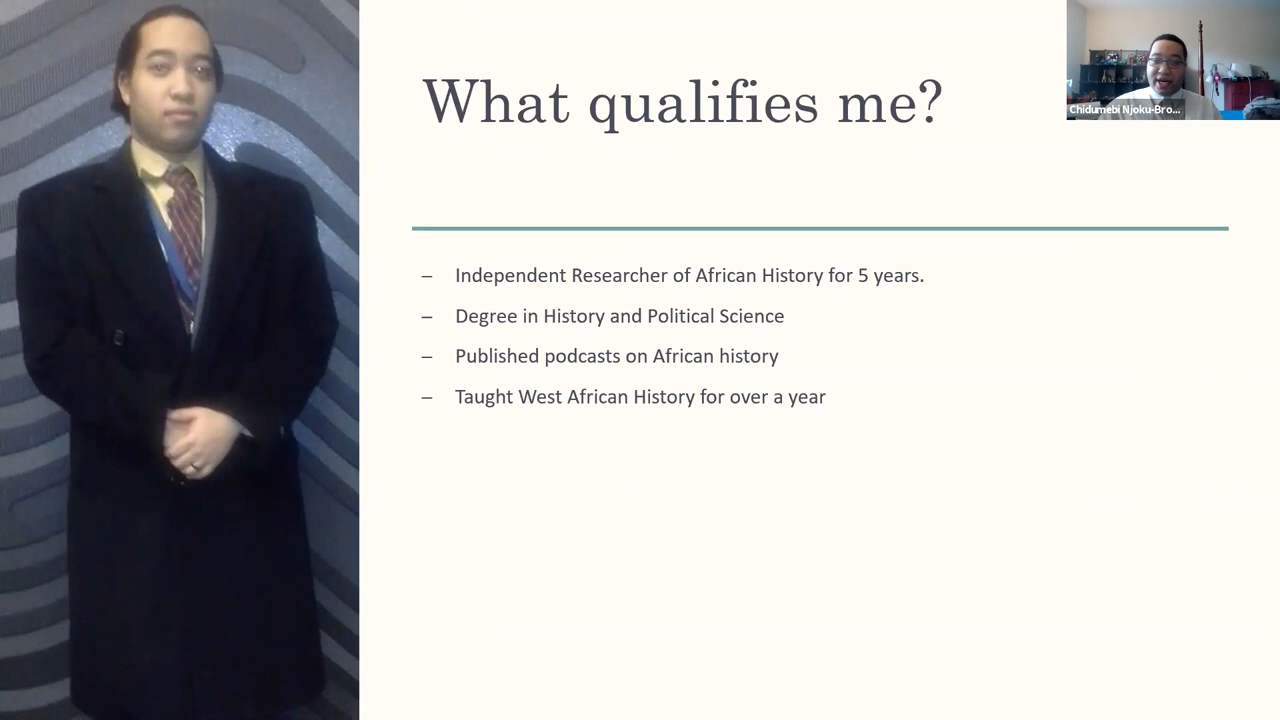 What qualifies me?
Chidumebi Njoku-Bro...
– Independent Researcher of African History for 5 years.
– Degree in History and Political Science
– Published podcasts on African history
– Taught West African History for over a year